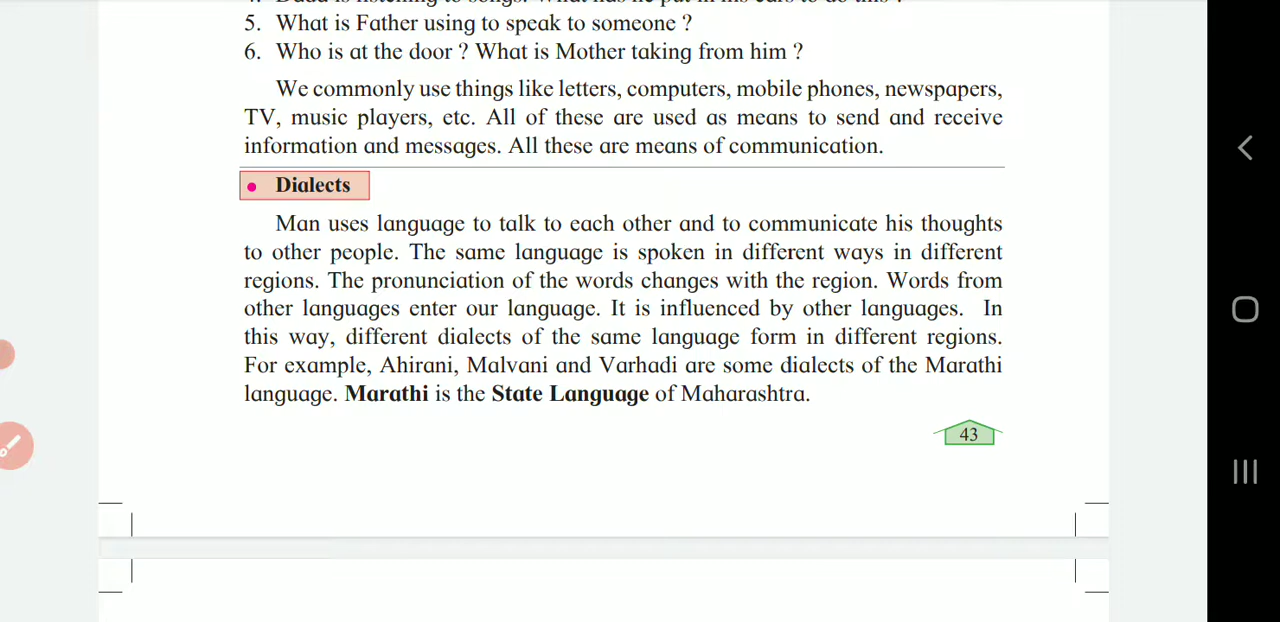 5. What is Father using to speak to someone ?
6. Who is at the door ? What is Mother taking from him ?
We commonly use things like letters, computers, mobile phones, newspapers,
TV, music players, etc. All of these are used as means to send and receive
information and messages. All these are means of communication.
• Dialects
Man uses language to talk to each other and to communicate his thoughts
to other people. The same language is spoken in different ways in different
regions. The pronunciation of the words changes with the region. Words from
other languages enter our language. It is influenced by other languages. In
this way, different dialects of the same language form in different regions.
For example, Ahirani, Malvani and Varhadi are some dialects of the Marathi
language. Marathi is the State Language of Maharashtra.
43